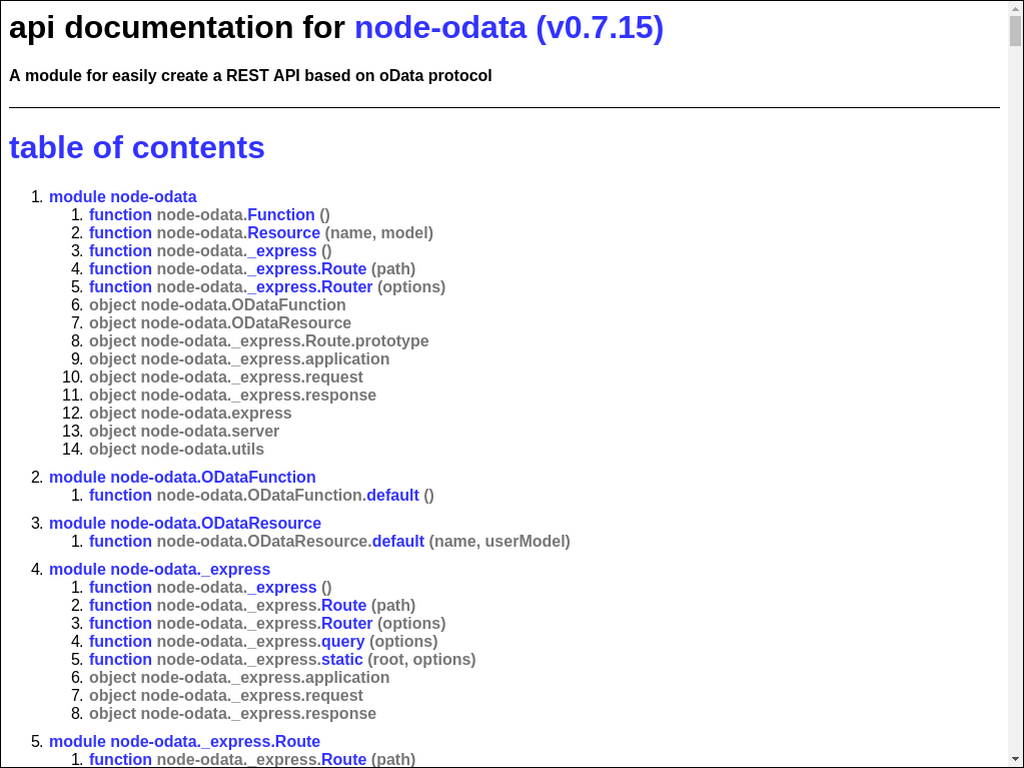 api documentation for node-odata (v0.7.15)
A module for easily create a REST API based on oData protocol
table of contents
1. module node-odata
1. function node-odata.Function ()
2. function node-odata.Resource (name, model)
3. function node-odata._express ()
4. function node-odata._express.Route (path)
5. function node-odata._express.Router (options)
6. object node-odata.ODataFunction
7. object node-odata.ODataResource
8. object node-odata._express.Route.prototype
9. object node-odata._express.application
10. object node-odata._express.request
11. object node-odata._express.response
12. object node-odata.express
13. object node-odata.server
14. object node-odata.utils
2. module node-odata.ODataFunction
1. function node-odata.ODataFunction.default ()
3. module node-odata.ODataResource
1. function node-odata.ODataResource.default (name, userModel)
4. module node-odata._express
1. function node-odata._express ()
2. function node-odata._express.Route (path)
3. function node-odata._express.Router (options)
4. function node-odata._express.query (options)
5. function node-odata._express.static (root, options)
6. object node-odata._express.application
7. object node-odata._express.request
8. object node-odata._express.response
5. module node-odata._express.Route
1. function node-odata._express.Route (path)